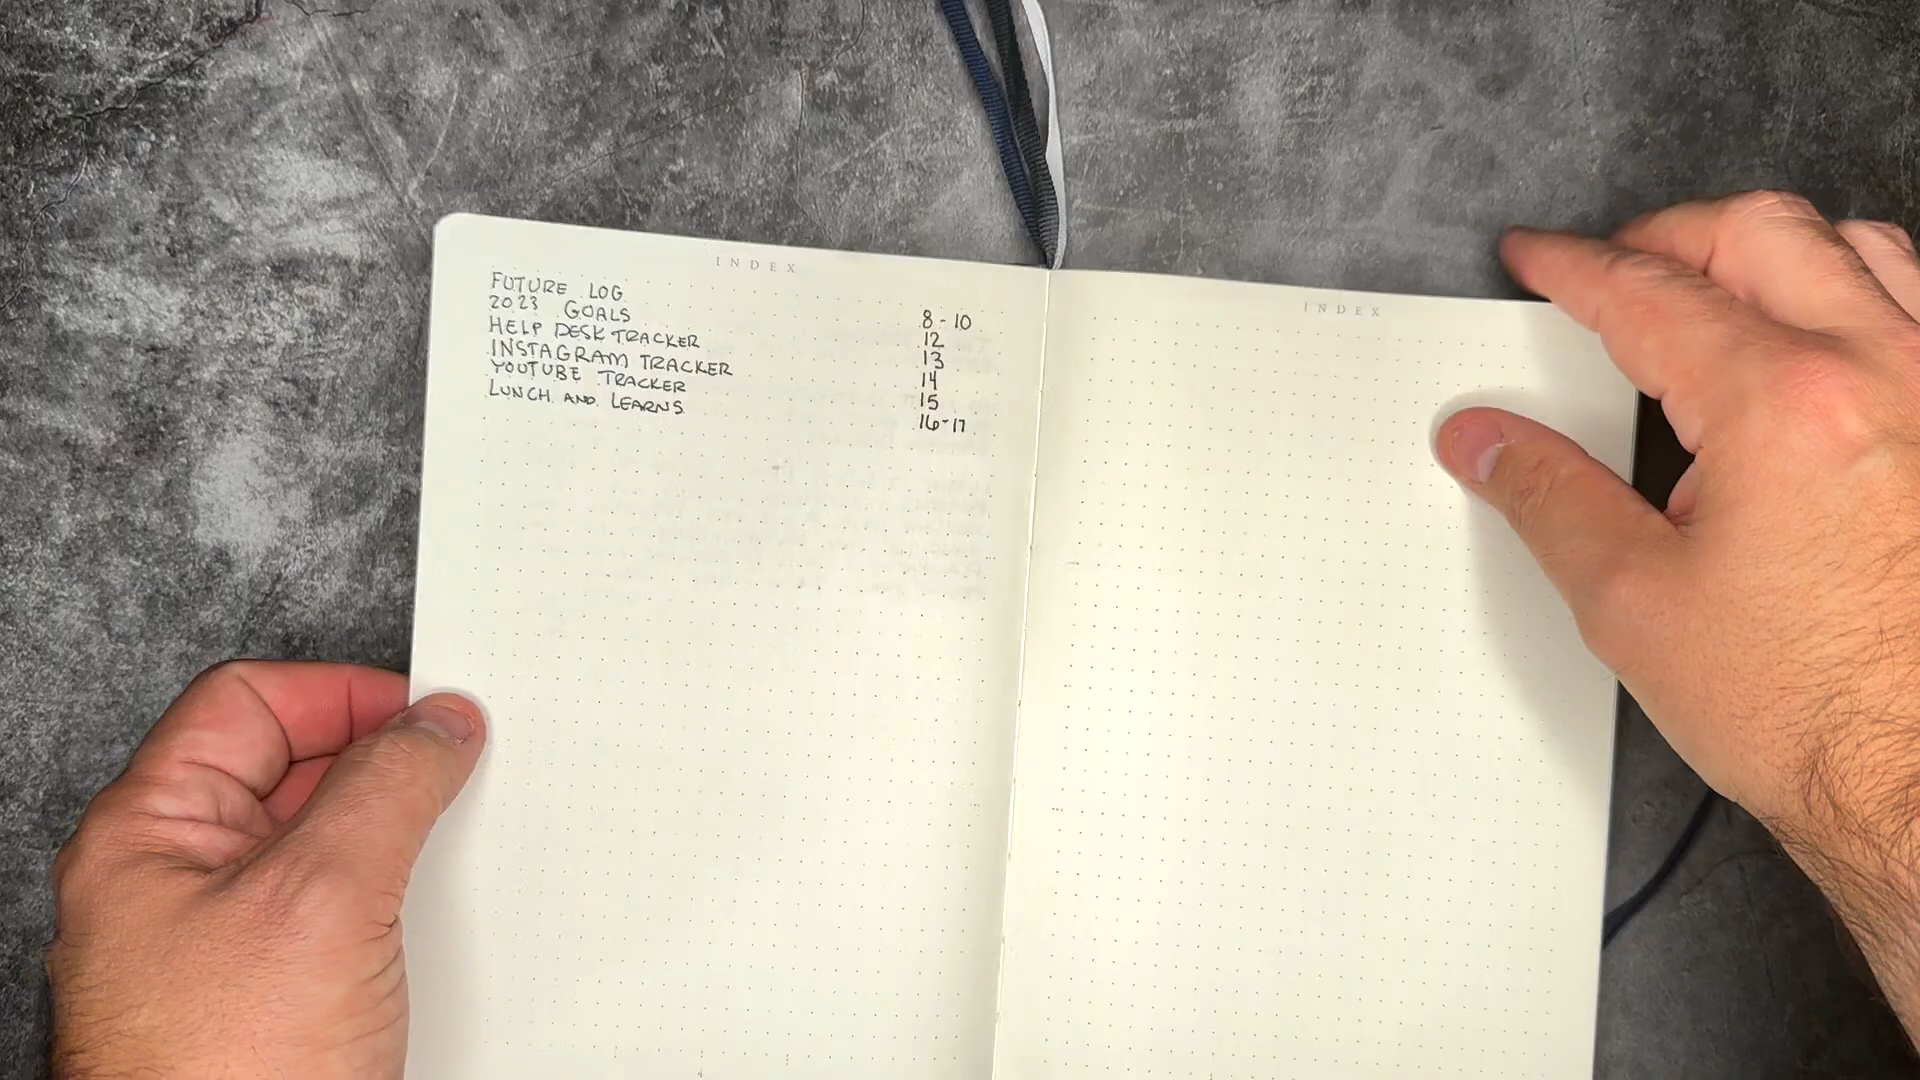 INDEX
FUTURE LOG 8-10
2023 GOALS 12
HELP DESK TRACKER 13
INSTAGRAM TRACKER 14
YOUTUBE TRACKER 15
LUNCH AND LEARNS 16-17
INDEX